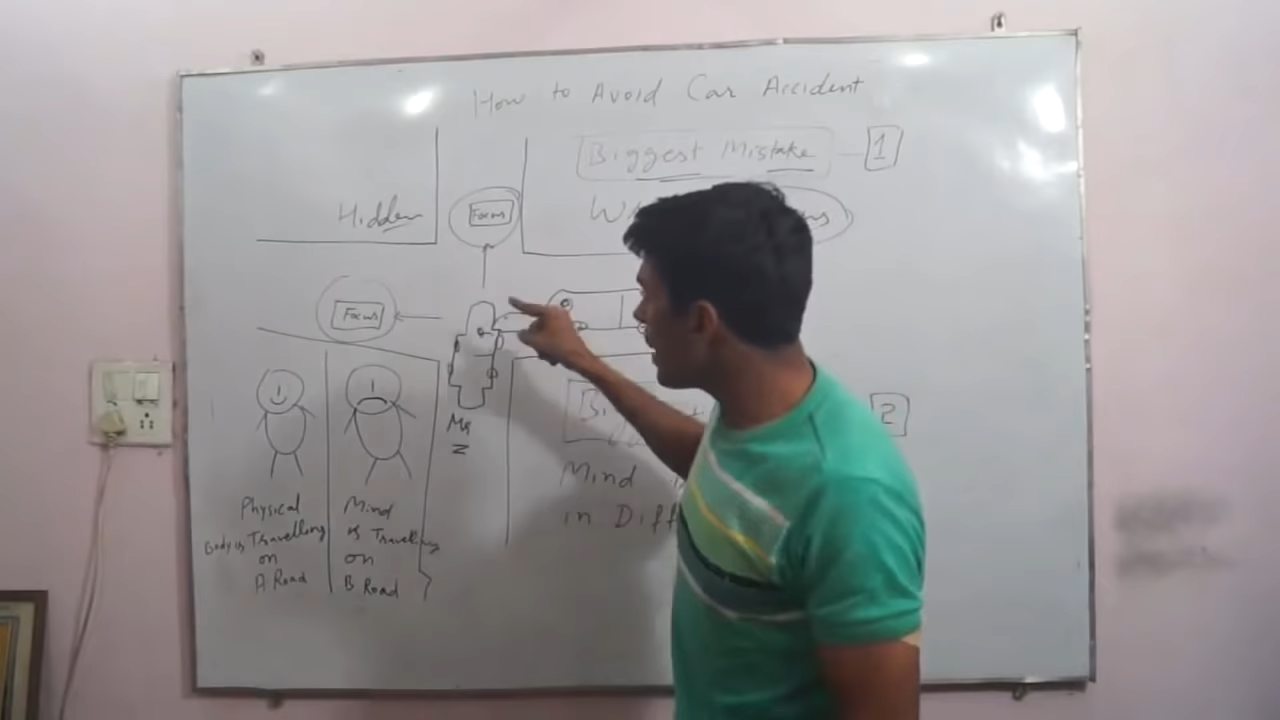 How to Avoid Car Accident
Biggest Mistake 1
Hidden
Focus
Focus
2
Mr
Z
Mind
in
Physical
Body is Travelling
on
A Road
Mind
is Travelling
on
B Road